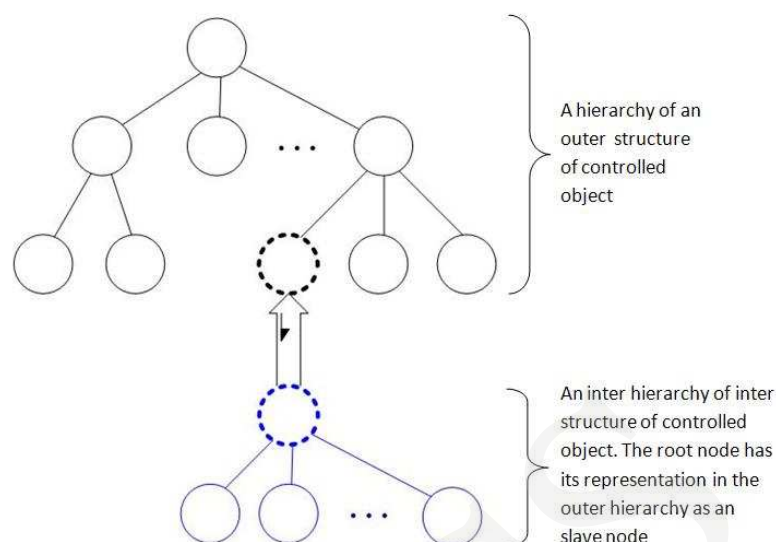 A hierarchy of an
outer structure
of controlled
object
An inter hierarchy of inter
structure of controlled
object. The root node has
its representation in the
outer hierarchy as an
slave node